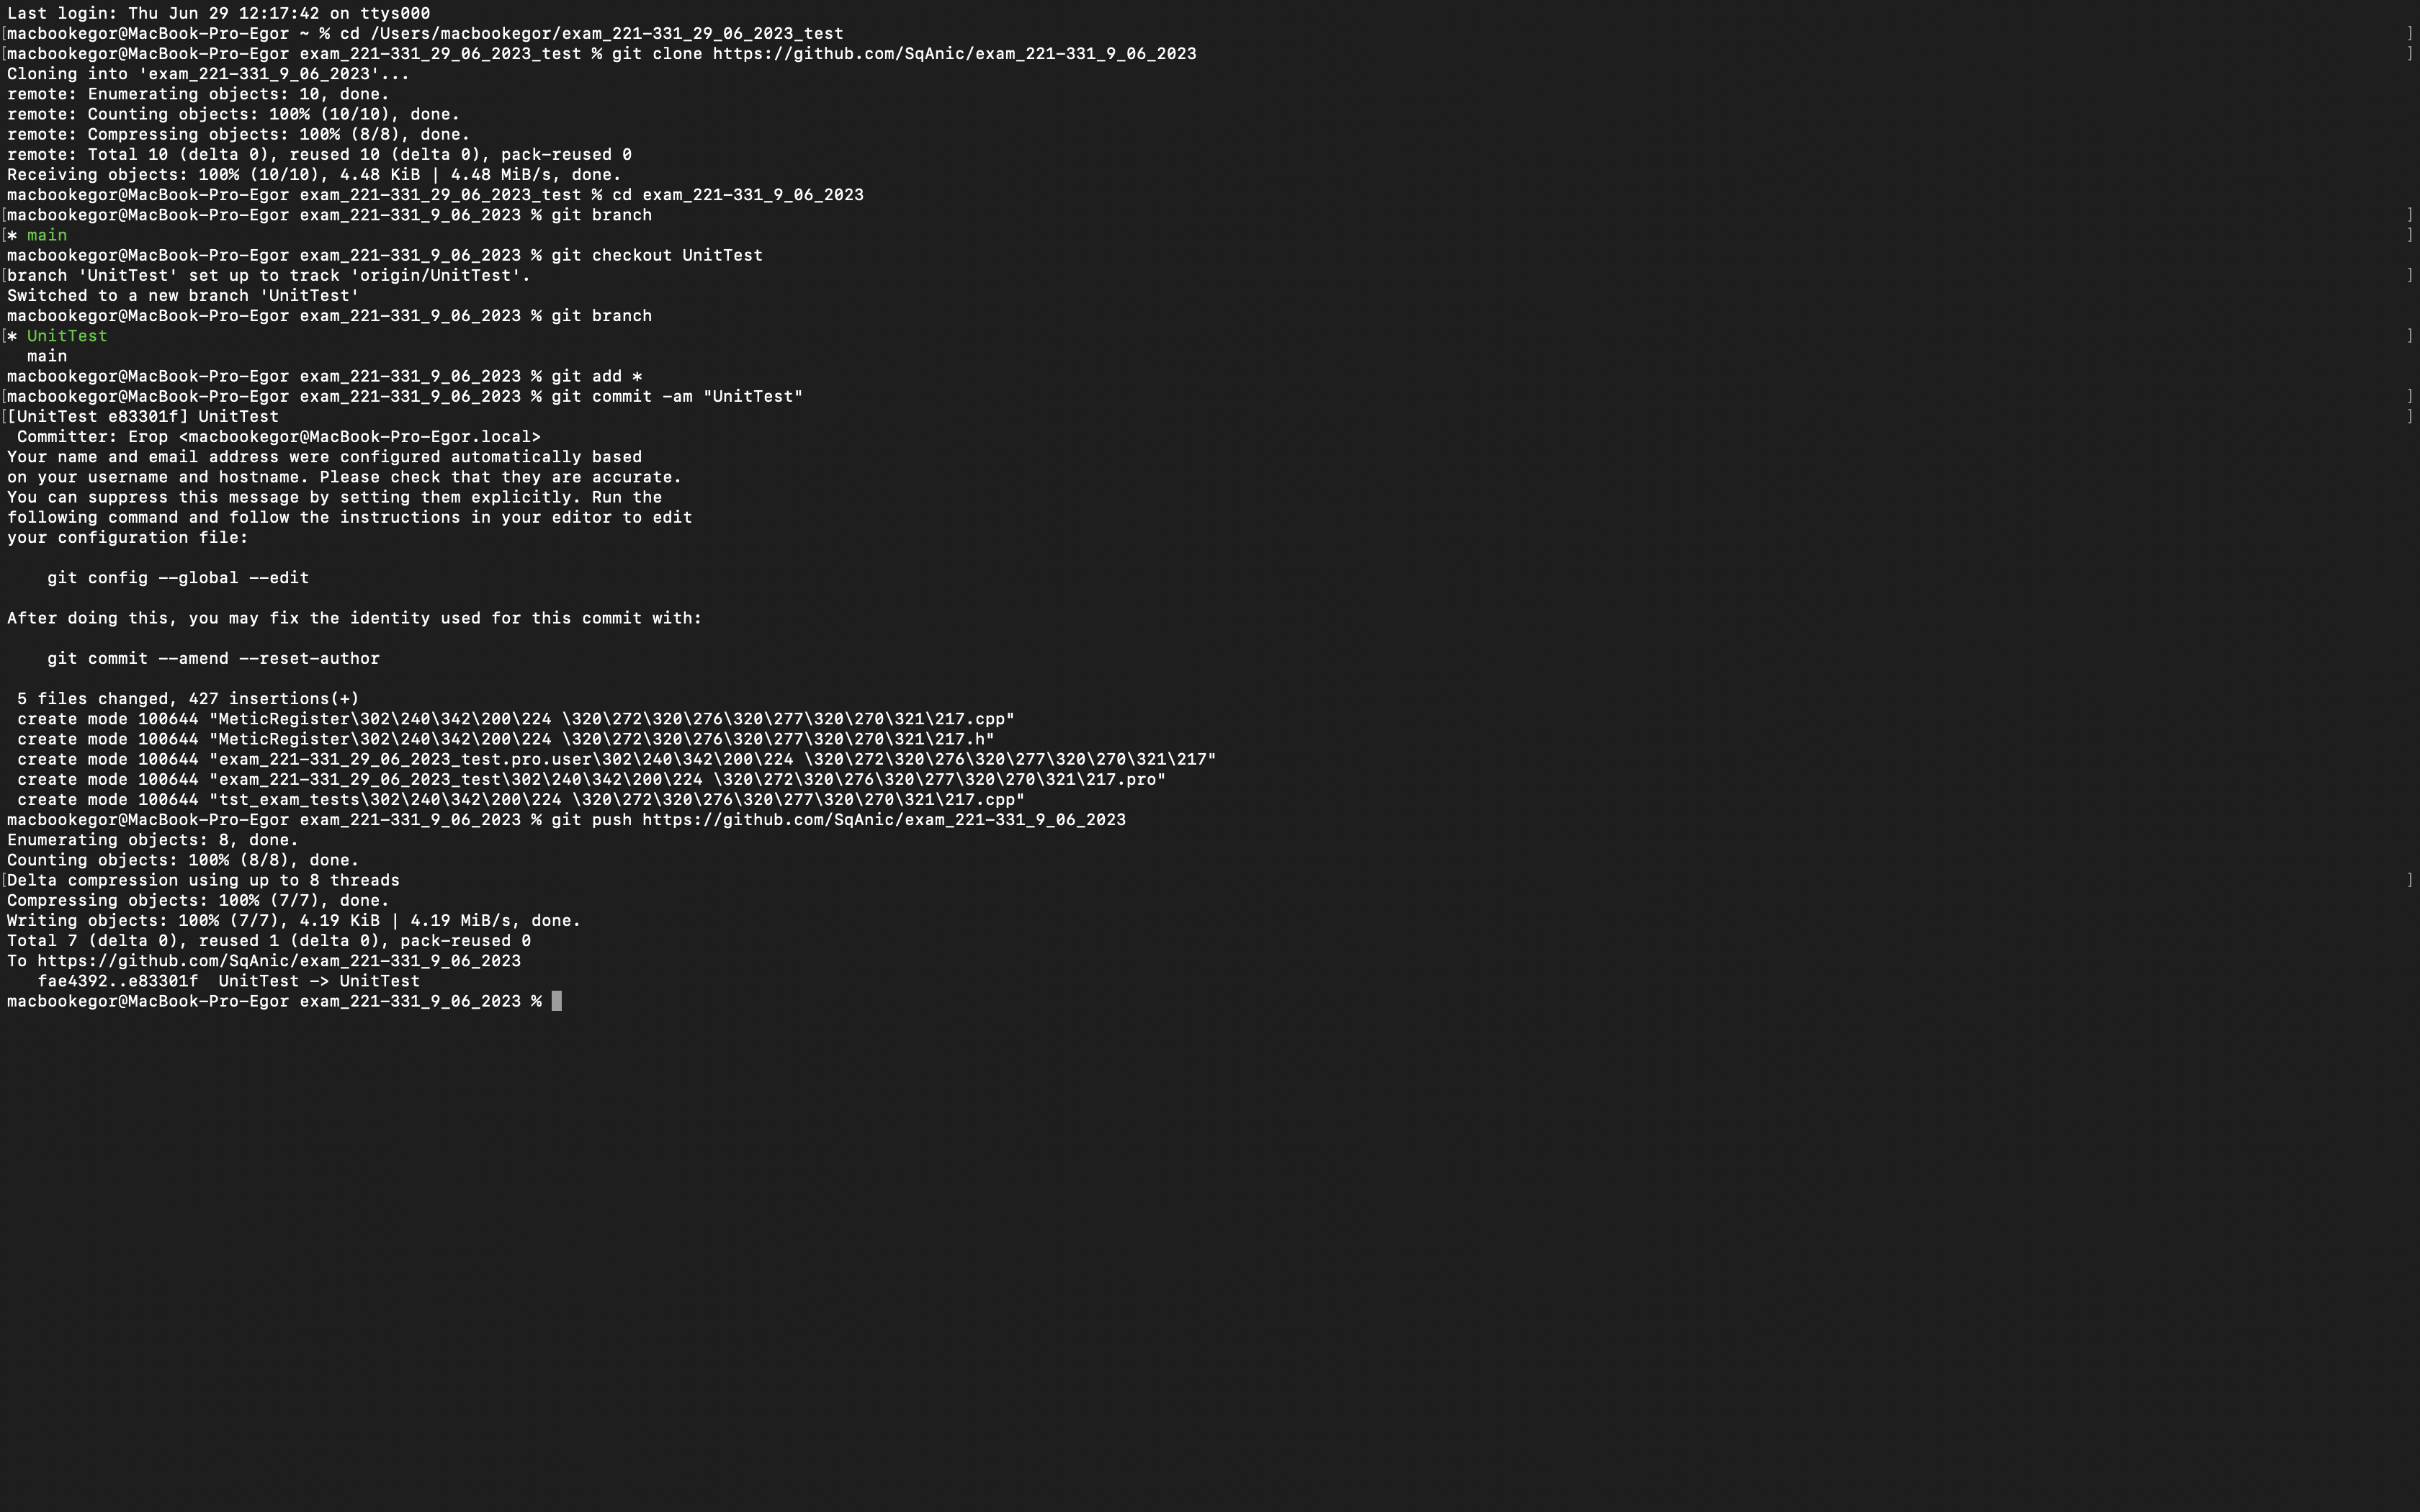 Last login: Thu Jun 29 12:17:42 on ttys000
[macbookegor@MacBook-Pro-Egor ~ % cd /Users/macbookegor/exam_221-331_29_06_2023_test ]
[macbookegor@MacBook-Pro-Egor exam_221-331_29_06_2023_test % git clone https://github.com/SqAnic/exam_221-331_9_06_2023 ]
Cloning into 'exam_221-331_9_06_2023'...
remote: Enumerating objects: 10, done.
remote: Counting objects: 100% (10/10), done.
remote: Compressing objects: 100% (8/8), done.
remote: Total 10 (delta 0), reused 10 (delta 0), pack-reused 0
Receiving objects: 100% (10/10), 4.48 KiB | 4.48 MiB/s, done.
macbookegor@MacBook-Pro-Egor exam_221-331_29_06_2023_test % cd exam_221-331_9_06_2023
[macbookegor@MacBook-Pro-Egor exam_221-331_9_06_2023 % git branch ]
[* main ]
macbookegor@MacBook-Pro-Egor exam_221-331_9_06_2023 % git checkout UnitTest
[branch 'UnitTest' set up to track 'origin/UnitTest'. ]
Switched to a new branch 'UnitTest'
macbookegor@MacBook-Pro-Egor exam_221-331_9_06_2023 % git branch
[* UnitTest ]
  main
macbookegor@MacBook-Pro-Egor exam_221-331_9_06_2023 % git add *
[macbookegor@MacBook-Pro-Egor exam_221-331_9_06_2023 % git commit -am "UnitTest" ]
[[UnitTest e83301f] UnitTest ]
 Committer: Егор <macbookegor@MacBook-Pro-Egor.local>
Your name and email address were configured automatically based
on your username and hostname. Please check that they are accurate.
You can suppress this message by setting them explicitly. Run the
following command and follow the instructions in your editor to edit
your configuration file:

    git config --global --edit

After doing this, you may fix the identity used for this commit with:

    git commit --amend --reset-author

 5 files changed, 427 insertions(+)
 create mode 100644 "MeticRegister\302\240\342\200\224 \320\272\320\276\320\277\320\270\321\217.cpp"
 create mode 100644 "MeticRegister\302\240\342\200\224 \320\272\320\276\320\277\320\270\321\217.h"
 create mode 100644 "exam_221-331_29_06_2023_test.pro.user\302\240\342\200\224 \320\272\320\276\320\277\320\270\321\217"
 create mode 100644 "exam_221-331_29_06_2023_test\302\240\342\200\224 \320\272\320\276\320\277\320\270\321\217.pro"
 create mode 100644 "tst_exam_tests\302\240\342\200\224 \320\272\320\276\320\277\320\270\321\217.cpp"
macbookegor@MacBook-Pro-Egor exam_221-331_9_06_2023 % git push https://github.com/SqAnic/exam_221-331_9_06_2023
Enumerating objects: 8, done.
Counting objects: 100% (8/8), done.
[Delta compression using up to 8 threads ]
Compressing objects: 100% (7/7), done.
Writing objects: 100% (7/7), 4.19 KiB | 4.19 MiB/s, done.
Total 7 (delta 0), reused 1 (delta 0), pack-reused 0
To https://github.com/SqAnic/exam_221-331_9_06_2023
   fae4392..e83301f  UnitTest -> UnitTest
macbookegor@MacBook-Pro-Egor exam_221-331_9_06_2023 %